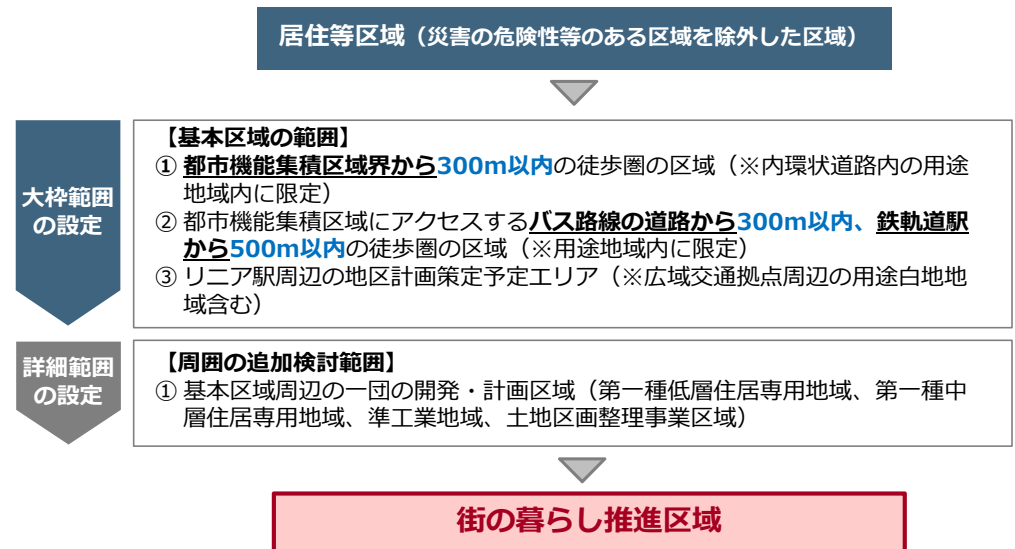 居住等区域（災害の危険性等のある区域を除外した区域）
大枠範囲
の設定
【基本区域の範囲】
① 都市機能集積区域界から300m以内の徒歩圏の区域（※内環状道路内の用途
地域内に限定）
② 都市機能集積区域にアクセスするバス路線の道路から300m以内、鉄軌道駅
から500m以内の徒歩圏の区域（※用途地域内に限定）
③ リニア駅周辺の地区計画策定予定エリア（※広域交通拠点周辺の用途白地地
域含む）
詳細範囲
の設定
【周囲の追加検討範囲】
① 基本区域周辺の一団の開発・計画区域（第一種低層住居専用地域、第一種中
層住居専用地域、準工業地域、土地区画整理事業区域）
街の暮らし推進区域